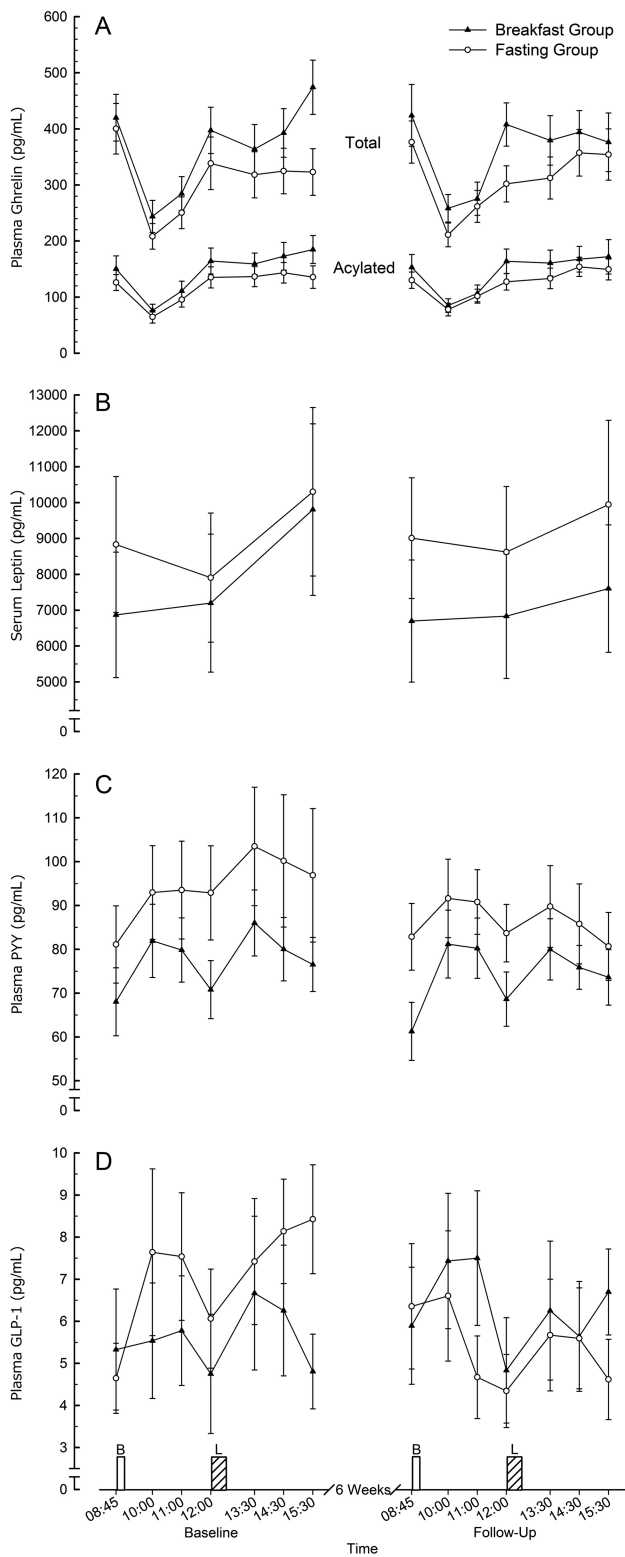 A
Breakfast Group
Fasting Group
Plasma Ghrelin (pg/mL)
600
500
400
300
200
100
0
Total
Acylated
B
Serum Leptin (pg/mL)
13000
12000
11000
10000
9000
8000
7000
6000
5000
0
C
Plasma PYY (pg/mL)
120
110
100
90
80
70
60
50
0
D
Plasma GLP-1 (pg/mL)
10
9
8
7
6
5
4
3
0
B L B L
6 Weeks
08:45 10:00 11:00 12:00 13:30 14:30 15:30 08:45 10:00 11:00 12:00 13:30 14:30 15:30
Baseline Follow-Up
Time